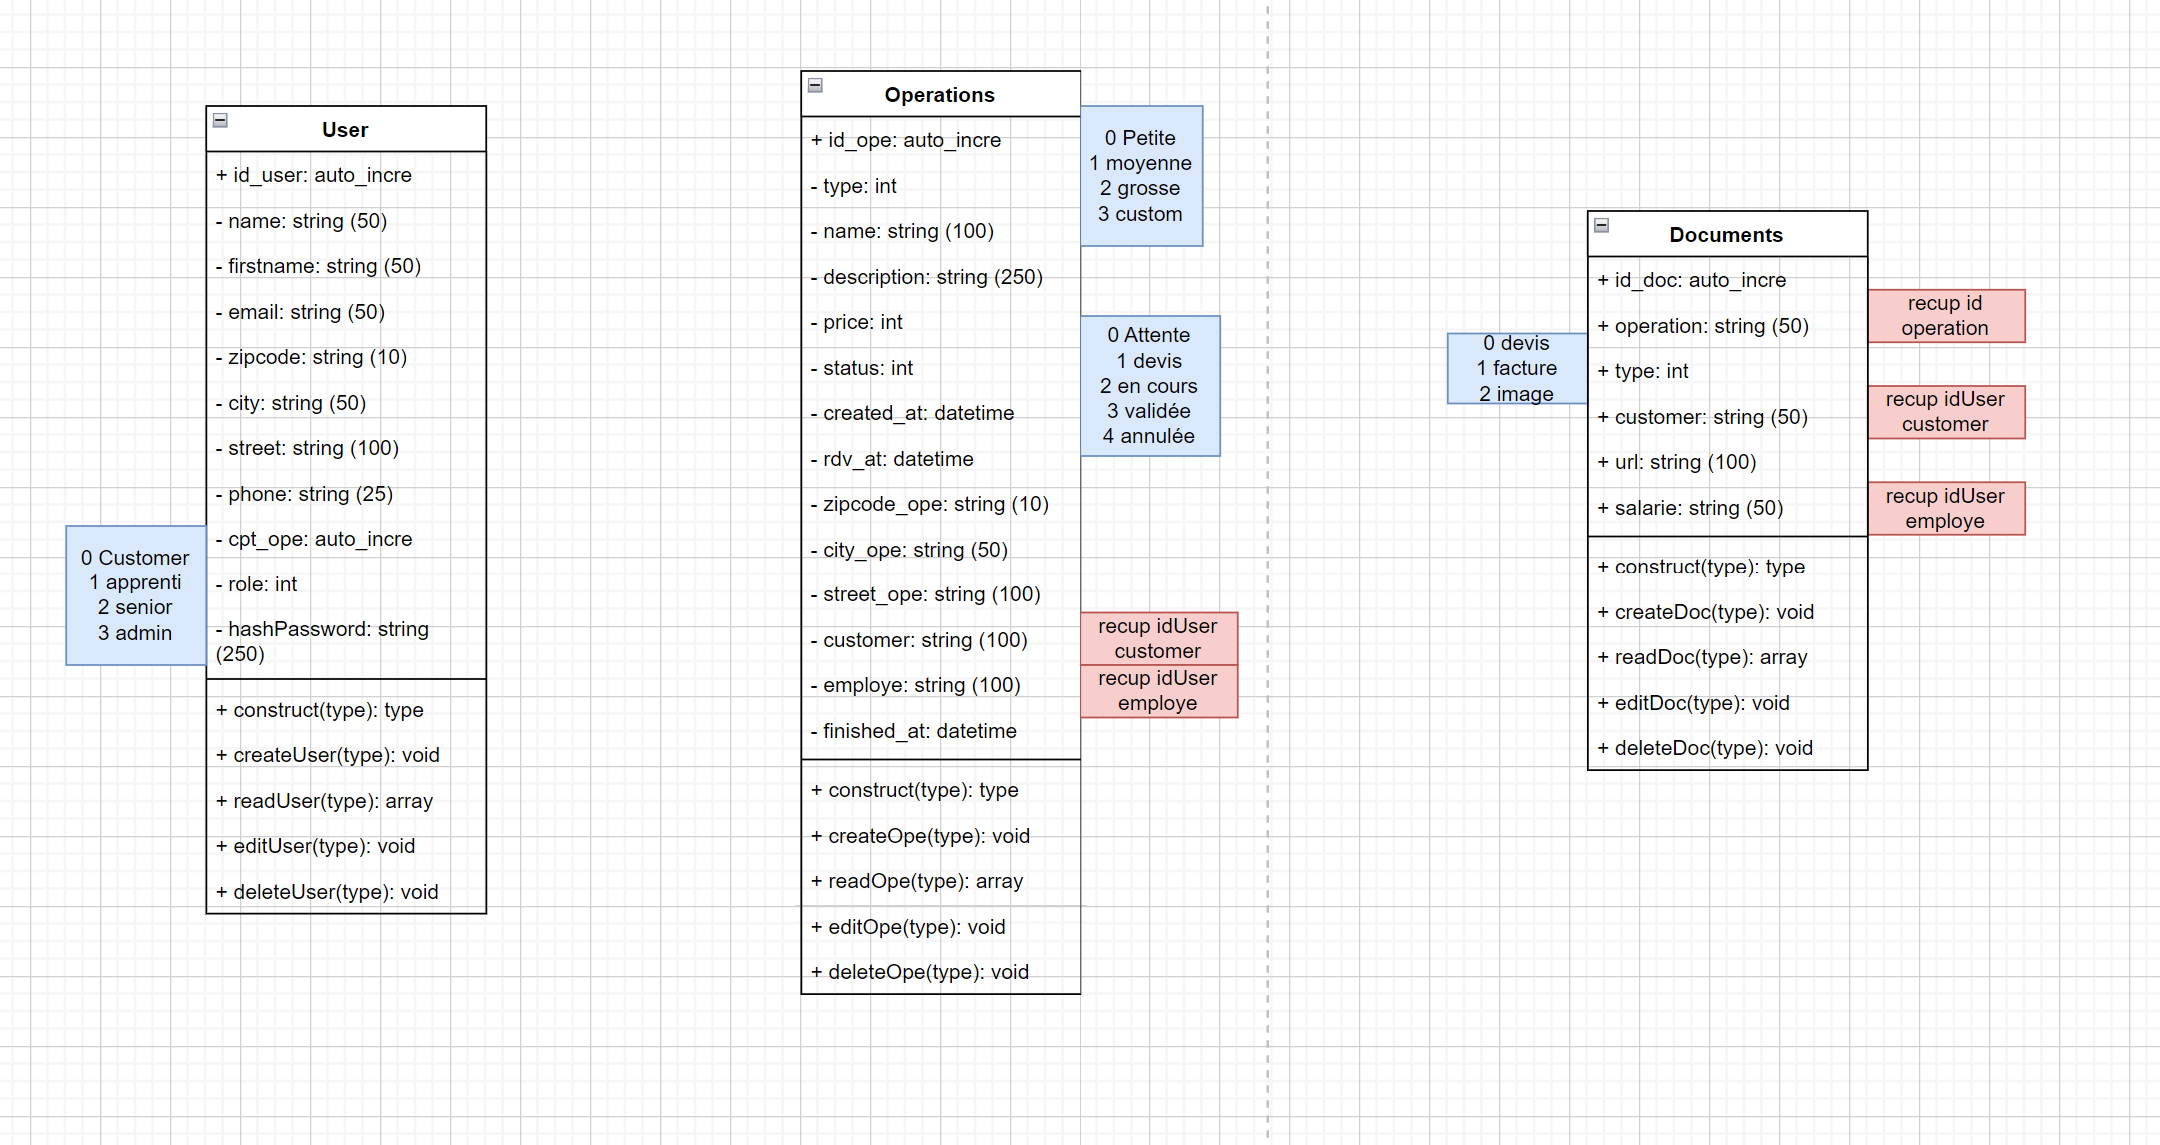 User
+ id_user: auto_incre
- name: string (50)
- firstname: string (50)
- email: string (50)
- zipcode: string (10)
- city: string (50)
- street: string (100)
- phone: string (25)
- cpt_ope: auto_incre
- role: int
- hashPassword: string
(250)
+ construct(type): type
+ createUser(type): void
+ readUser(type): array
+ editUser(type): void
+ deleteUser(type): void
0 Customer
1 apprenti
2 senior
3 admin
Operations
+ id_ope: auto_incre
- type: int
- name: string (100)
- description: string (250)
- price: int
- status: int
- created_at: datetime
- rdv_at: datetime
- zipcode_ope: string (10)
- city_ope: string (50)
- street_ope: string (100)
- customer: string (100)
- employe: string (100)
- finished_at: datetime
+ construct(type): type
+ createOpe(type): void
+ readOpe(type): array
+ editOpe(type): void
+ deleteOpe(type): void
0 Petite
1 moyenne
2 grosse
3 custom
0 Attente
1 devis
2 en cours
3 validée
4 annulée
recup idUser
customer
recup idUser
employe
Documents
+ id_doc: auto_incre
+ operation: string (50)
+ type: int
+ customer: string (50)
+ url: string (100)
+ salarie: string (50)
+ construct(type): type
+ createDoc(type): void
+ readDoc(type): array
+ editDoc(type): void
+ deleteDoc(type): void
0 devis
1 facture
2 image
recup id
operation
recup idUser
customer
recup idUser
employe